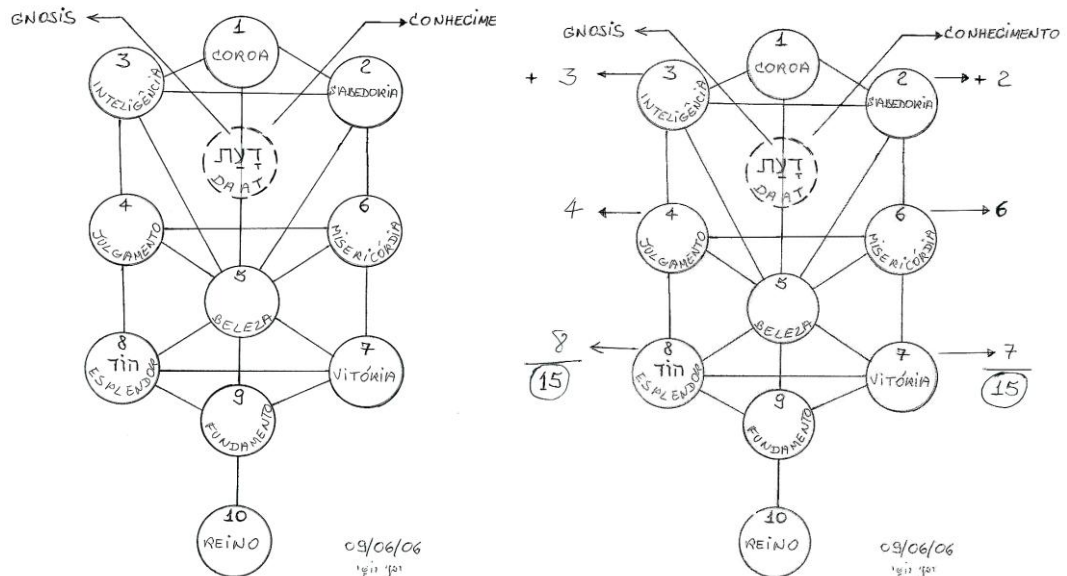 GNOSIS
CONHECIME
1
COROA
3
INTELIGÊNCIA
2
SABEDORIA
דַעַת
DAAT
4
JULGAMENTO
6
MISERICÓRDIA
5
BELEZA
8
הוד
ESPLENDOR
7
VITÓRIA
9
FUNDAMENTO
10
REINO
09/06/06
GNOSIS
CONHECIMENTO
1
COROA
+ 3
3
INTELIGÊNCIA
2
SABEDORIA
+ 2
דַעַת
DAAT
4
4
JULGAMENTO
6
MISERICÓRDIA
6
5
BELEZA
8
8
הוד
ESPLENDOR
7
VITÓRIA
7
15
15
9
FUNDAMENTO
10
REINO
09/06/06